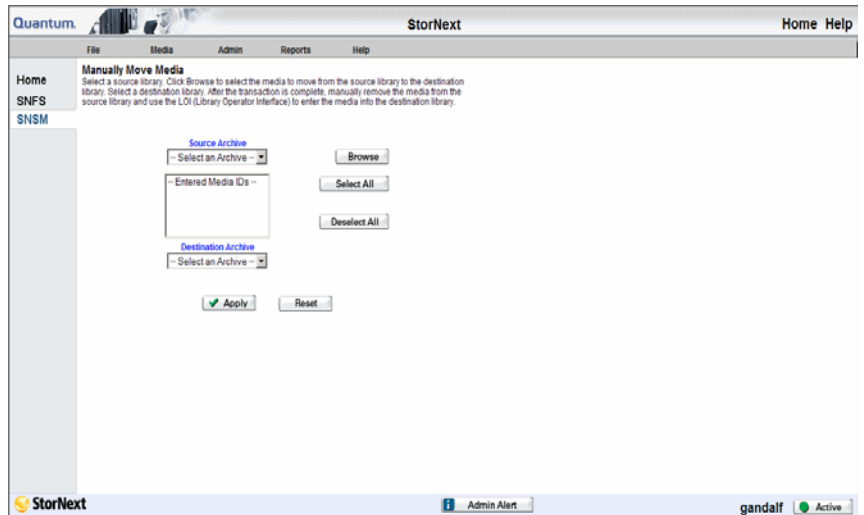 Quantum. StorNext Home Help
File Media Admin Reports Help
Home
SNFS
SNSM
Manually Move Media
Select a source library. Click Browse to select the media to move from the source library to the destination
library. Select a destination library. After the transaction is complete, manually remove the media from the
source library and use the LOI (Library Operator Interface) to enter the media into the destination library.
Source Archive
-- Select an Archive -- Browse
-- Entered Media IDs -- Select All
Deselect All
Destination Archive
-- Select an Archive --
Apply Reset
StorNext Admin Alert gandalf Active